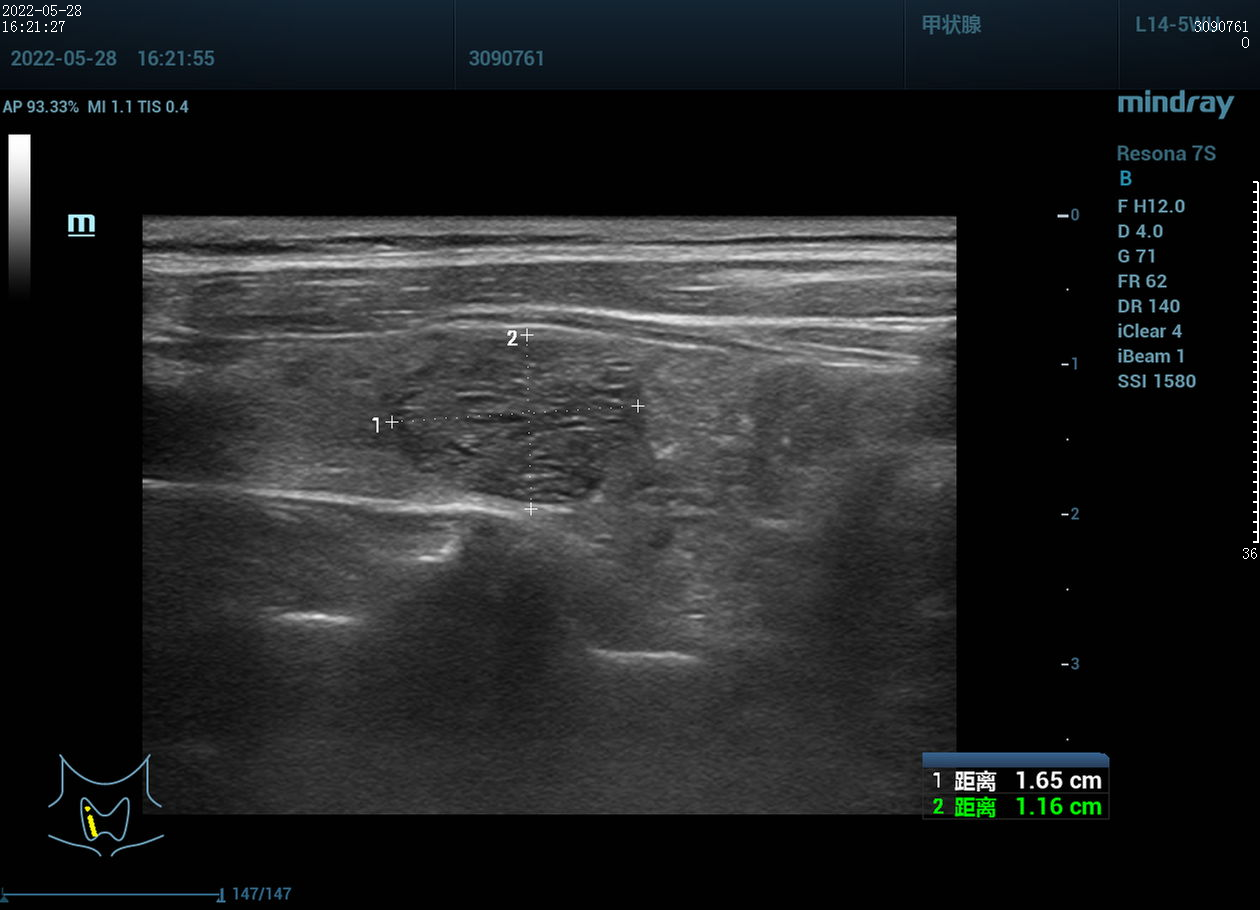 2022-05-28
16:21:27
2022-05-28 16:21:55
3090761
甲状腺
3090761
0
AP 93.33% MI 1.1 TIS 0.4
mindray
Resona 7S
B
F H12.0
D 4.0
G 71
FR 62
DR 140
iClear 4
iBeam 1
SSI 1580
m
0
1
2
3
36
2
1
1 距离 1.65 cm
2 距离 1.16 cm
147/147